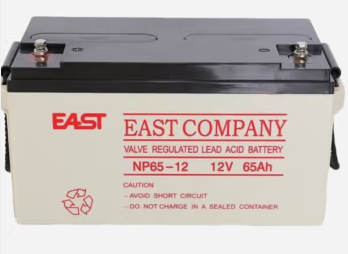 EAST
EAST COMPANY
VALVE REGULATED LEAD ACID BATTERY
NP65-12 12V 65Ah
CAUTION
- AVOID SHORT CIRCUIT
- DO NOT CHARGE IN A SEALED CONTAINER